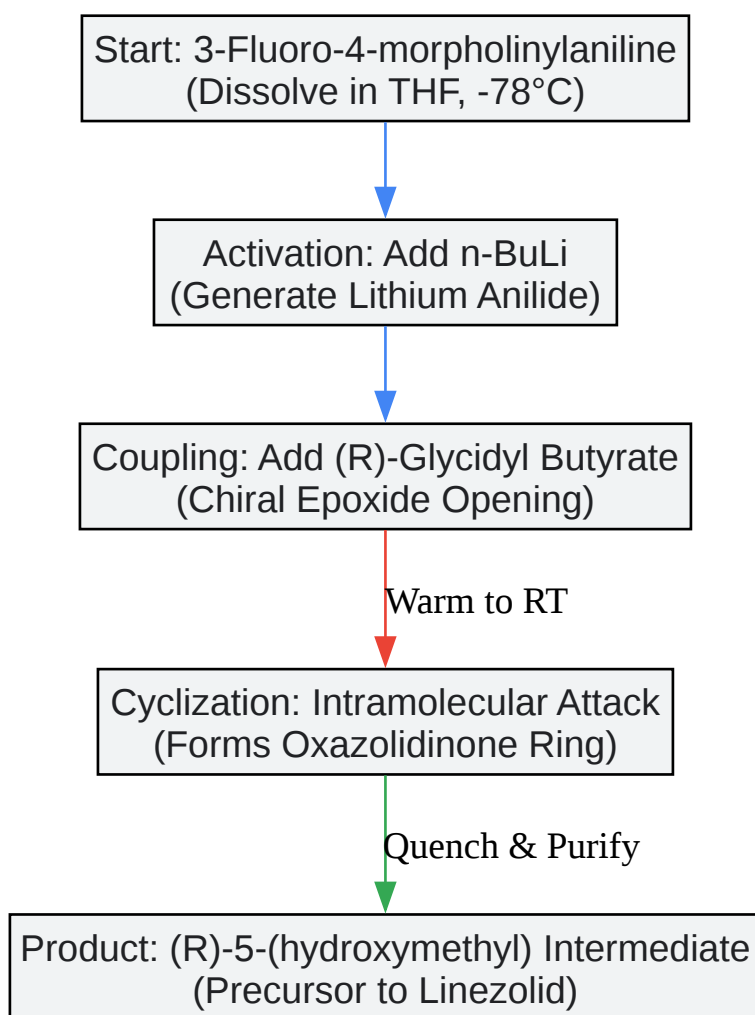 Start: 3-Fluoro-4-morpholinylaniline
(Dissolve in THF, -78°C)
Activation: Add n-BuLi
(Generate Lithium Anilide)
Coupling: Add (R)-Glycidyl Butyrate
(Chiral Epoxide Opening)
Warm to RT
Cyclization: Intramolecular Attack
(Forms Oxazolidinone Ring)
Quench & Purify
Product: (R)-5-(hydroxymethyl) Intermediate
(Precursor to Linezolid)